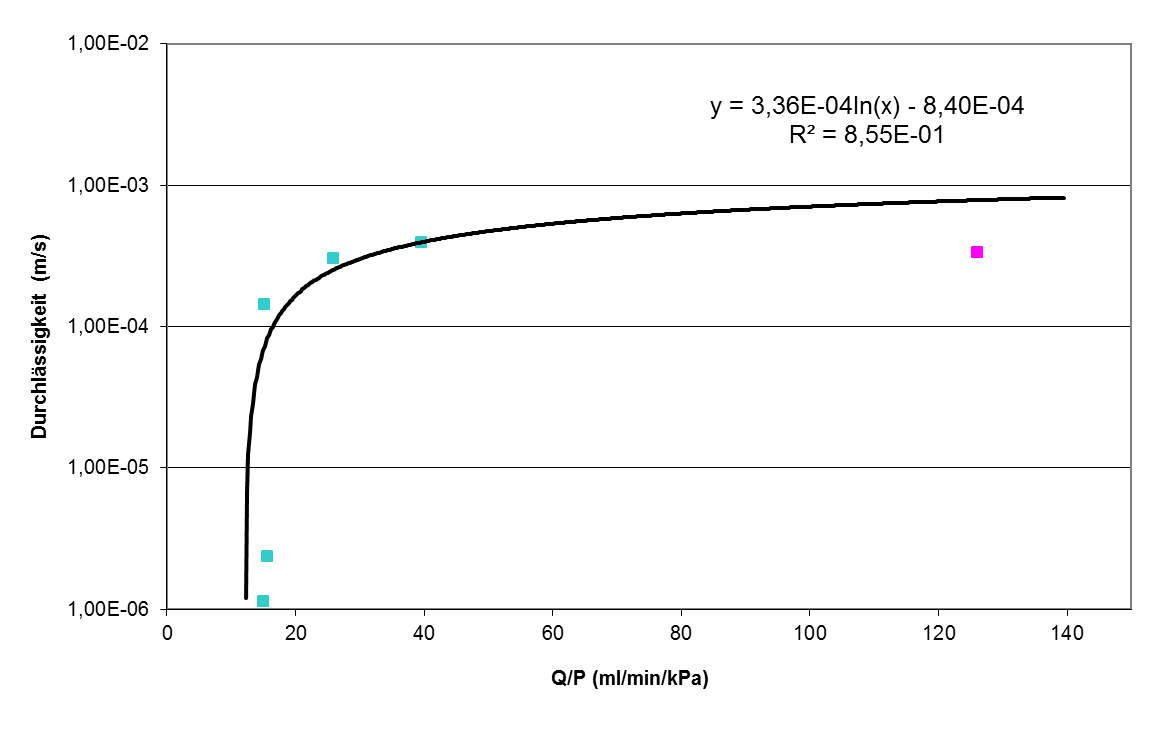 1,00E-02
y = 3,36E-04ln(x) - 8,40E-04
R² = 8,55E-01
1,00E-03
Durchlässigkeit (m/s)
1,00E-04
1,00E-05
1,00E-06
0 20 40 60 80 100 120 140
Q/P (ml/min/kPa)